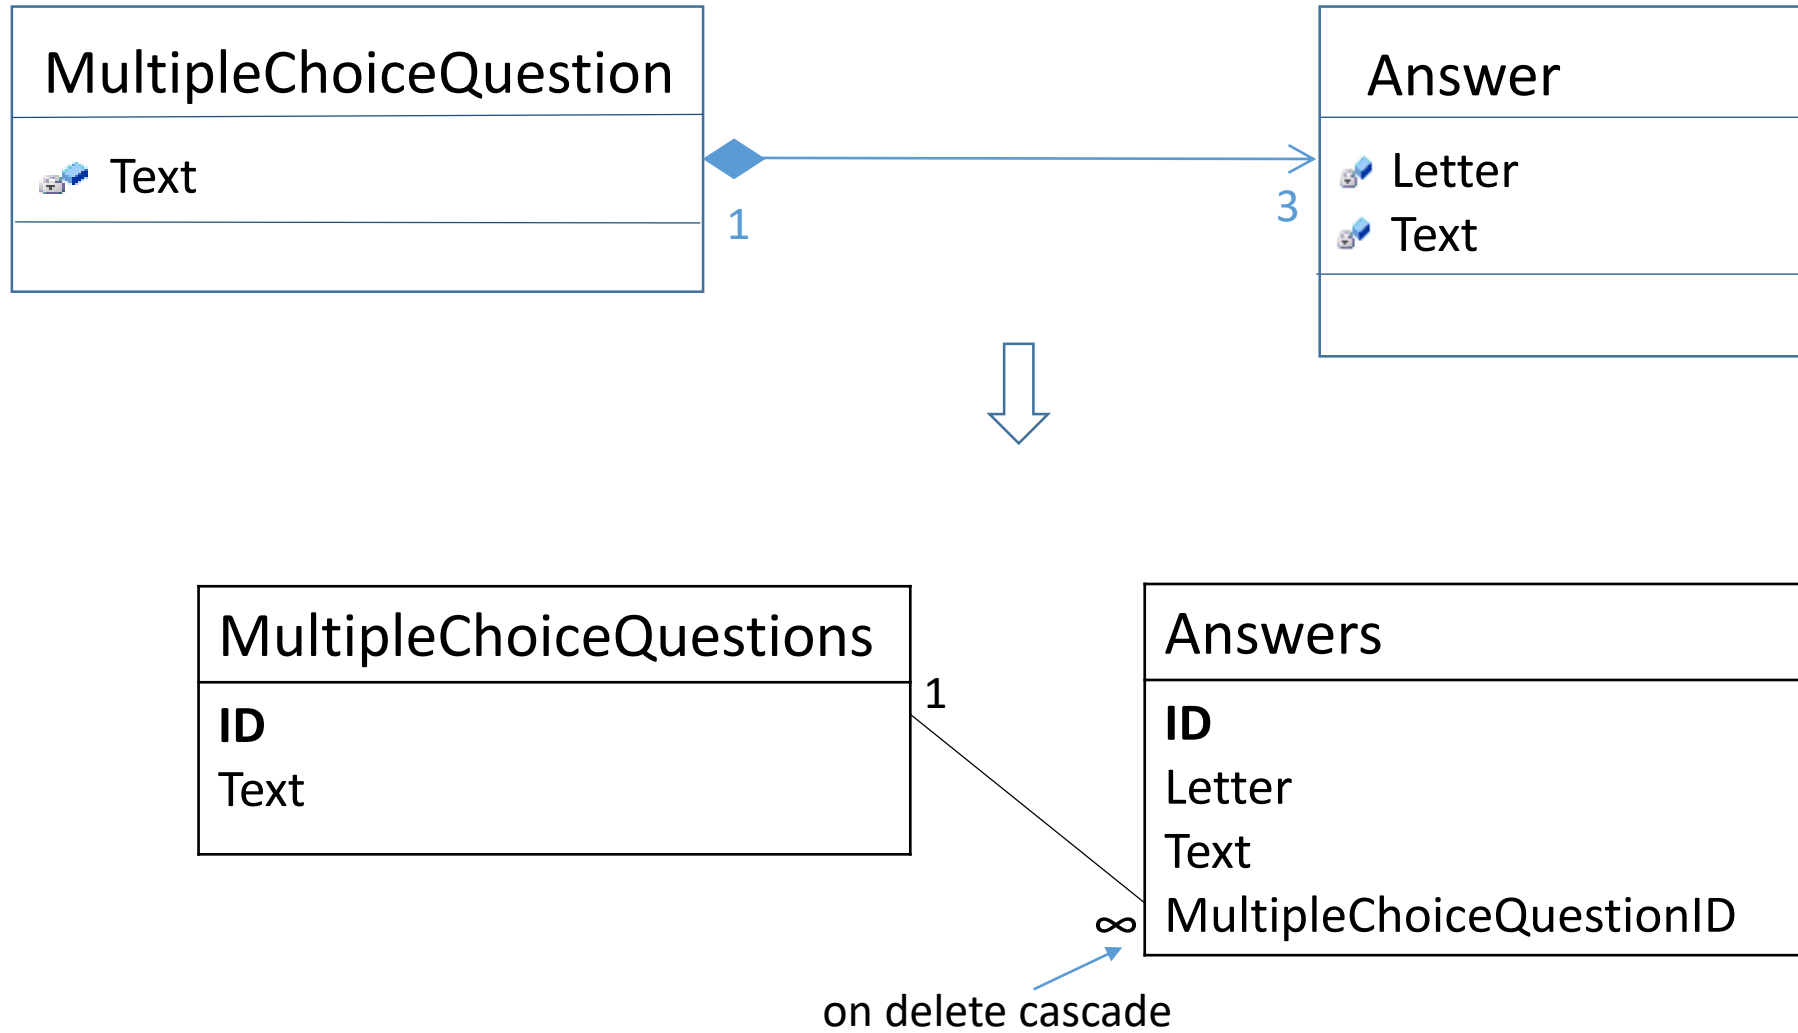 MultipleChoiceQuestion
Text
1
Answer
Letter
Text
3
MultipleChoiceQuestions
ID
Text
1
Answers
ID
Letter
Text
MultipleChoiceQuestionID
∞
on delete cascade